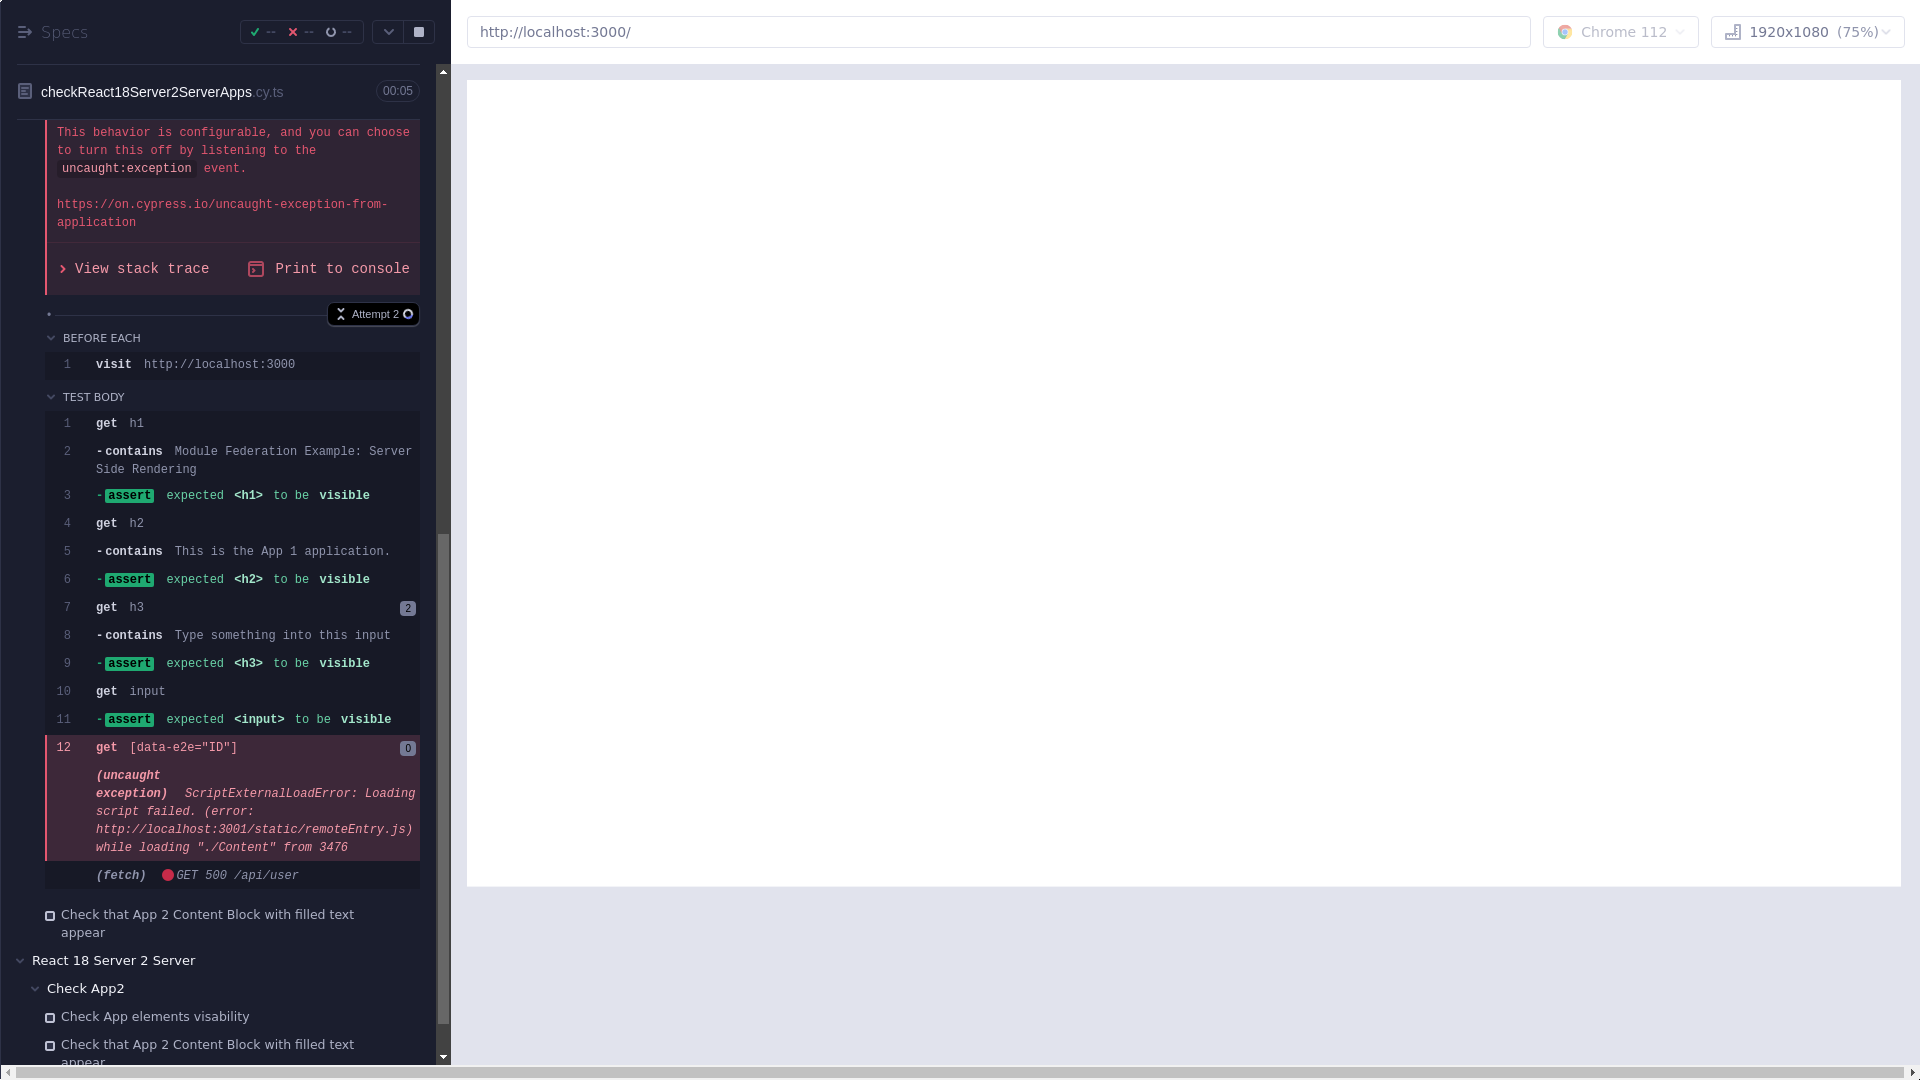 Specs
--
--
--
http://localhost:3000/
Chrome 112
1920x1080 (75%)
checkReact18Server2ServerApps.cy.ts
00:05
This behavior is configurable, and you can choose
to turn this off by listening to the
uncaught:exception event.
https://on.cypress.io/uncaught-exception-from-
application
View stack trace
Print to console
Attempt 2
BEFORE EACH
1 visit http://localhost:3000
TEST BODY
1 get h1
2 -contains Module Federation Example: Server
Side Rendering
3 -assert expected <h1> to be visible
4 get h2
5 -contains This is the App 1 application.
6 -assert expected <h2> to be visible
7 get h3 2
8 -contains Type something into this input
9 -assert expected <h3> to be visible
10 get input
11 -assert expected <input> to be visible
12 get [data-e2e="ID"] 0
(uncaught
exception) ScriptExternalLoadError: Loading
script failed. (error:
http://localhost:3001/static/remoteEntry.js)
while loading "./Content" from 3476
(fetch) GET 500 /api/user
Check that App 2 Content Block with filled text
appear
React 18 Server 2 Server
Check App2
Check App elements visability
Check that App 2 Content Block with filled text
appear